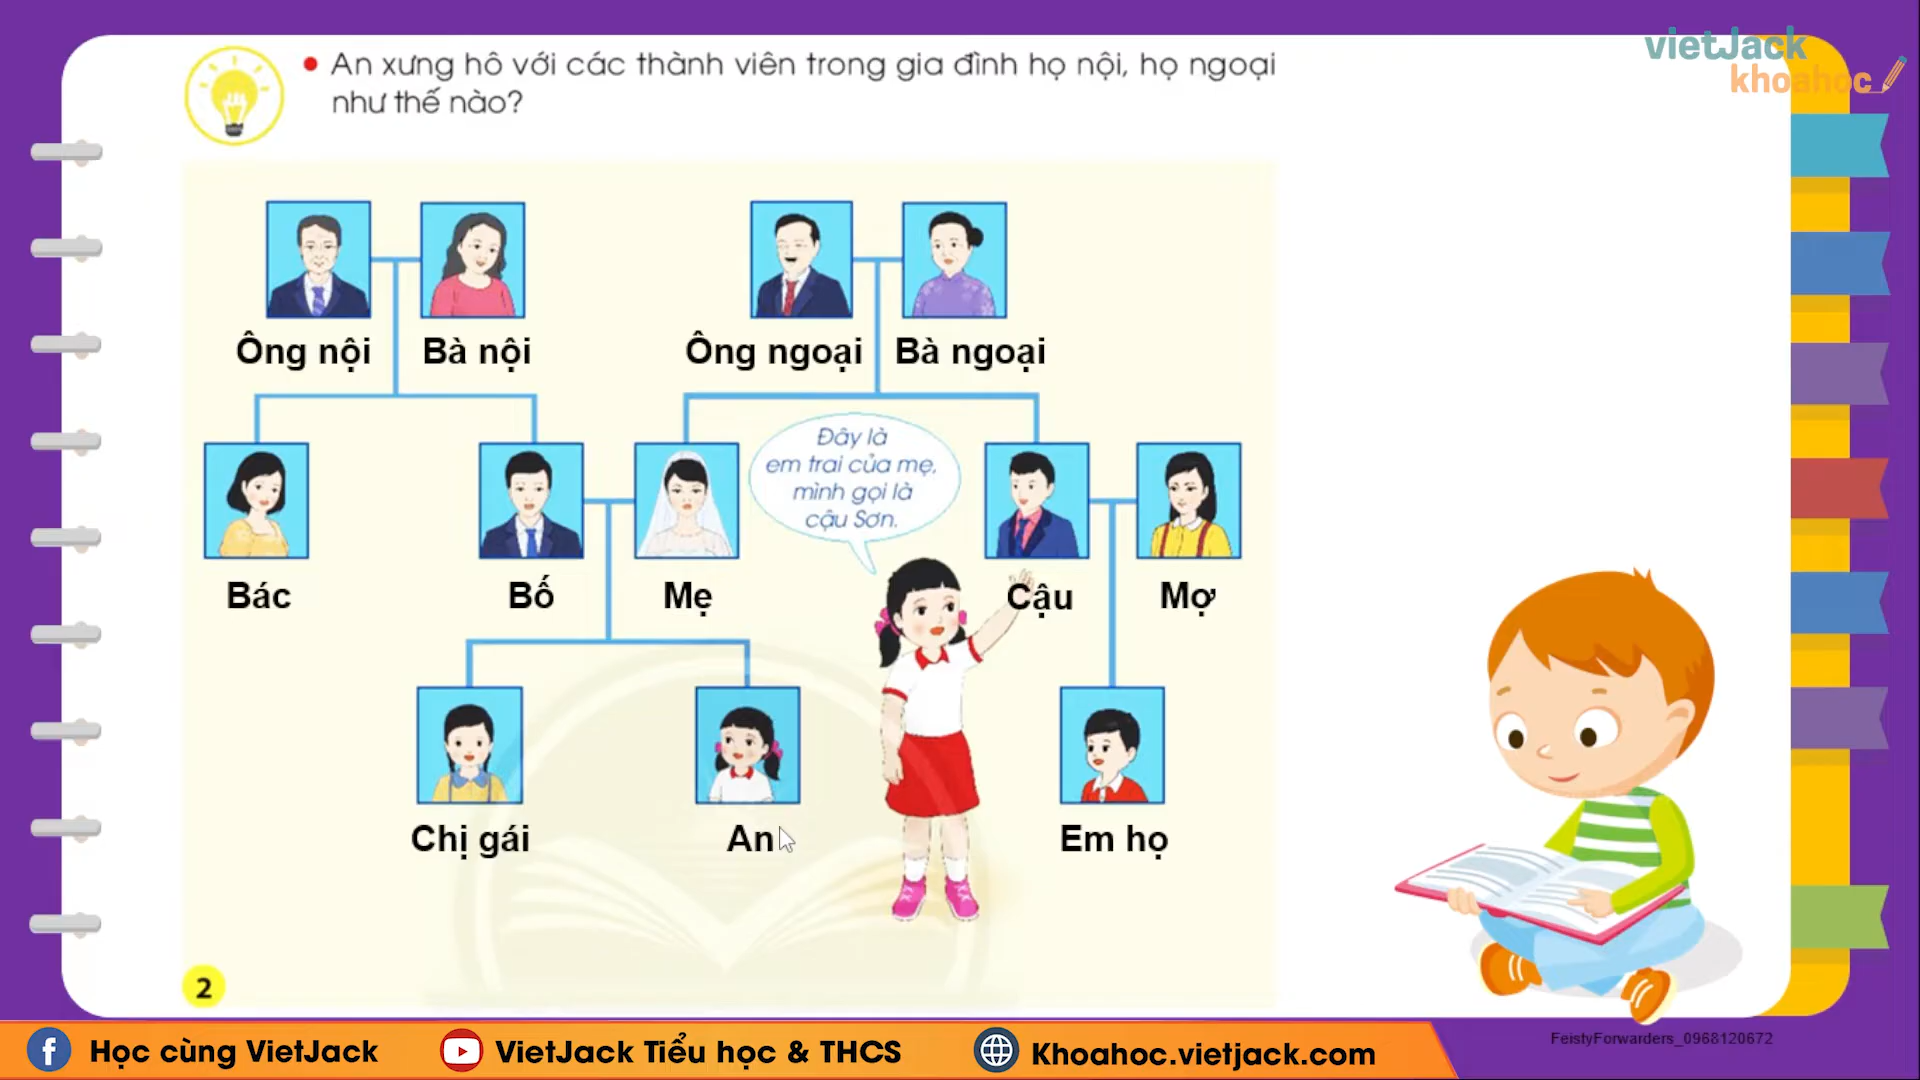 vietJack
khoahoc
An xưng hô với các thành viên trong gia đình họ nội, họ ngoại
như thế nào?
Ông nội
Bà nội
Ông ngoại
Bà ngoại
Đây là
em trai của mẹ,
mình gọi là
cậu Sơn.
Bác
Bố
Mẹ
Cậu
Mợ
Chị gái
An
Em họ
2
Học cùng VietJack
VietJack Tiểu học & THCS
Khoahoc.vietjack.com
FeistyForwarders_0968120672